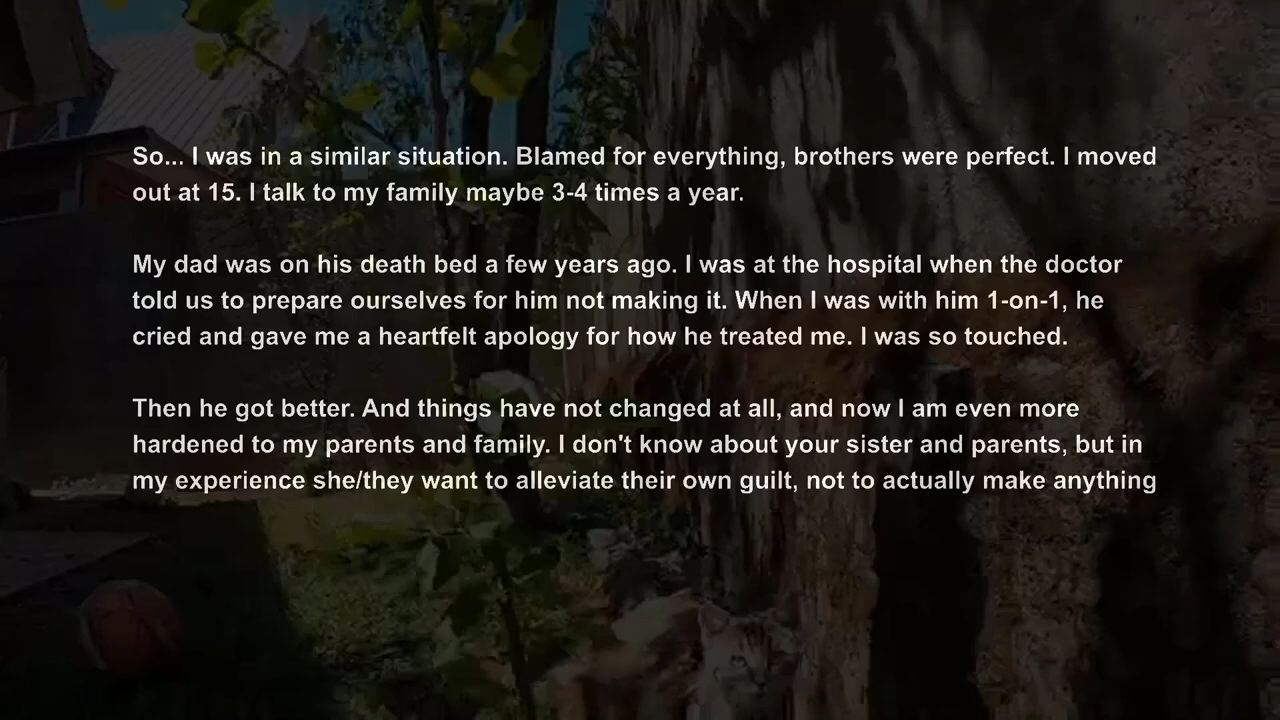 So... I was in a similar situation. Blamed for everything, brothers were perfect. I moved
out at 15. I talk to my family maybe 3-4 times a year.
My dad was on his death bed a few years ago. I was at the hospital when the doctor
told us to prepare ourselves for him not making it. When I was with him 1-on-1, he
cried and gave me a heartfelt apology for how he treated me. I was so touched.
Then he got better. And things have not changed at all, and now I am even more
hardened to my parents and family. I don't know about your sister and parents, but in
my experience she/they want to alleviate their own guilt, not to actually make anything